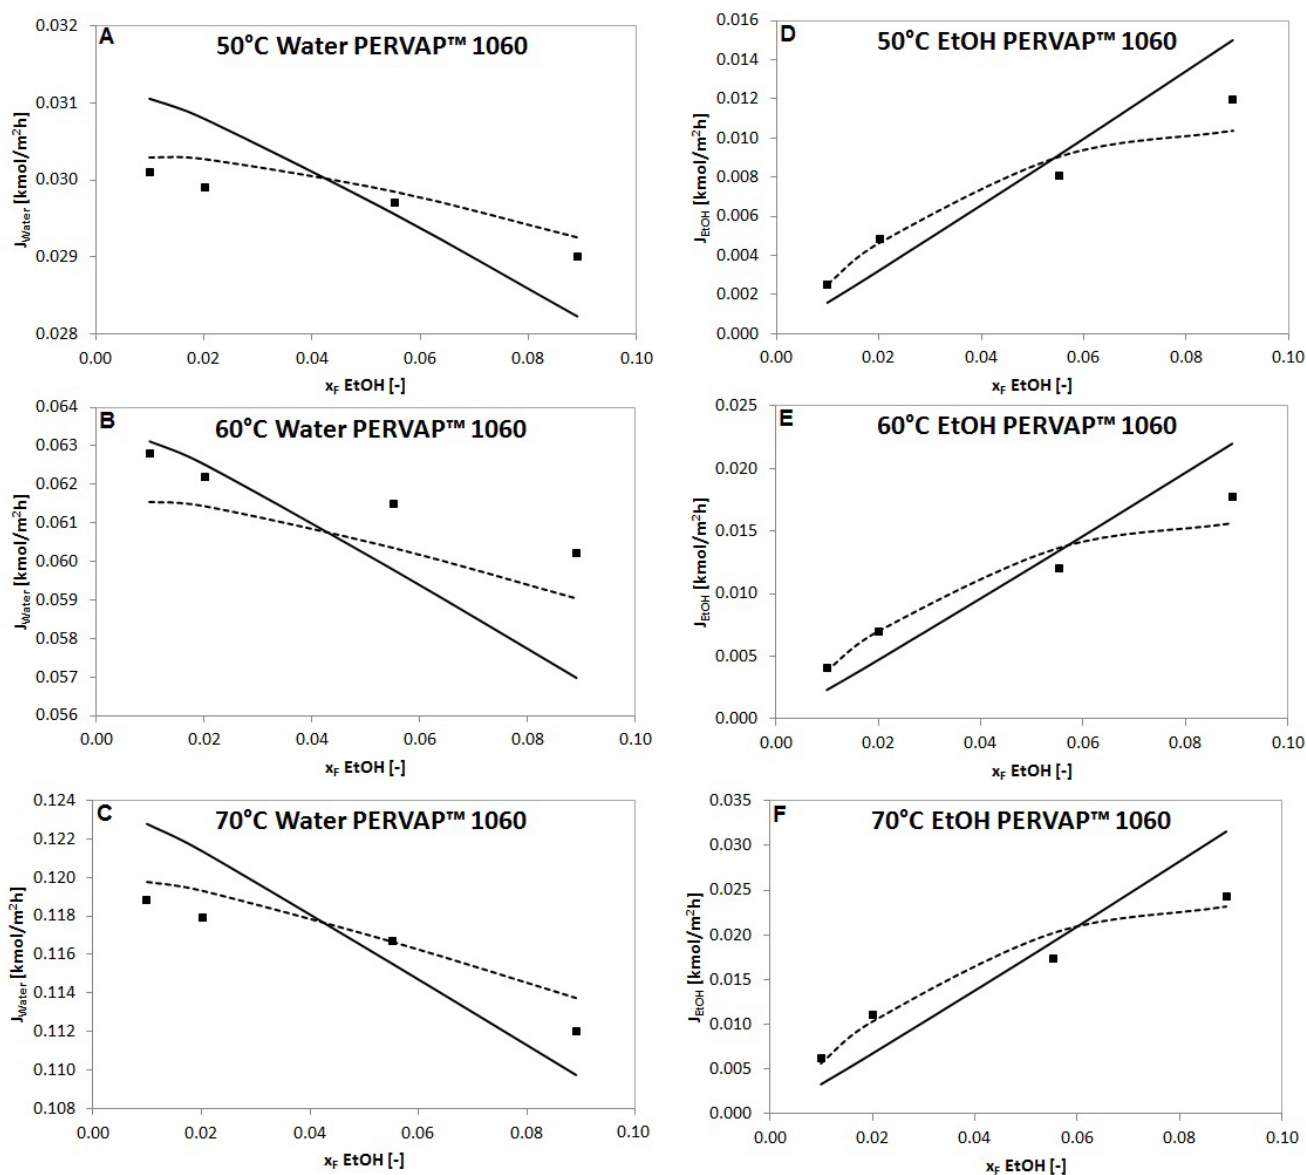 A
50°C Water PERVAP™ 1060
0.032
0.031
0.030
0.029
0.028
J_Water [kmol/m²h]
0.00 0.02 0.04 0.06 0.08 0.10
x_F EtOH [-]
D
50°C EtOH PERVAP™ 1060
0.016
0.014
0.012
0.010
0.008
0.006
0.004
0.002
0.000
J_EtOH [kmol/m²h]
0.00 0.02 0.04 0.06 0.08 0.10
x_F EtOH [-]
B
60°C Water PERVAP™ 1060
0.064
0.063
0.062
0.061
0.060
0.059
0.058
0.057
0.056
J_Water [kmol/m²h]
0.00 0.02 0.04 0.06 0.08 0.10
x_F EtOH [-]
E
60°C EtOH PERVAP™ 1060
0.025
0.020
0.015
0.010
0.005
0.000
J_EtOH [kmol/m²h]
0.00 0.02 0.04 0.06 0.08 0.10
x_F EtOH [-]
C
70°C Water PERVAP™ 1060
0.124
0.122
0.120
0.118
0.116
0.114
0.112
0.110
0.108
J_Water [kmol/m²h]
0.00 0.02 0.04 0.06 0.08 0.10
x_F EtOH [-]
F
70°C EtOH PERVAP™ 1060
0.035
0.030
0.025
0.020
0.015
0.010
0.005
0.000
J_EtOH [kmol/m²h]
0.00 0.02 0.04 0.06 0.08 0.10
x_F EtOH [-]